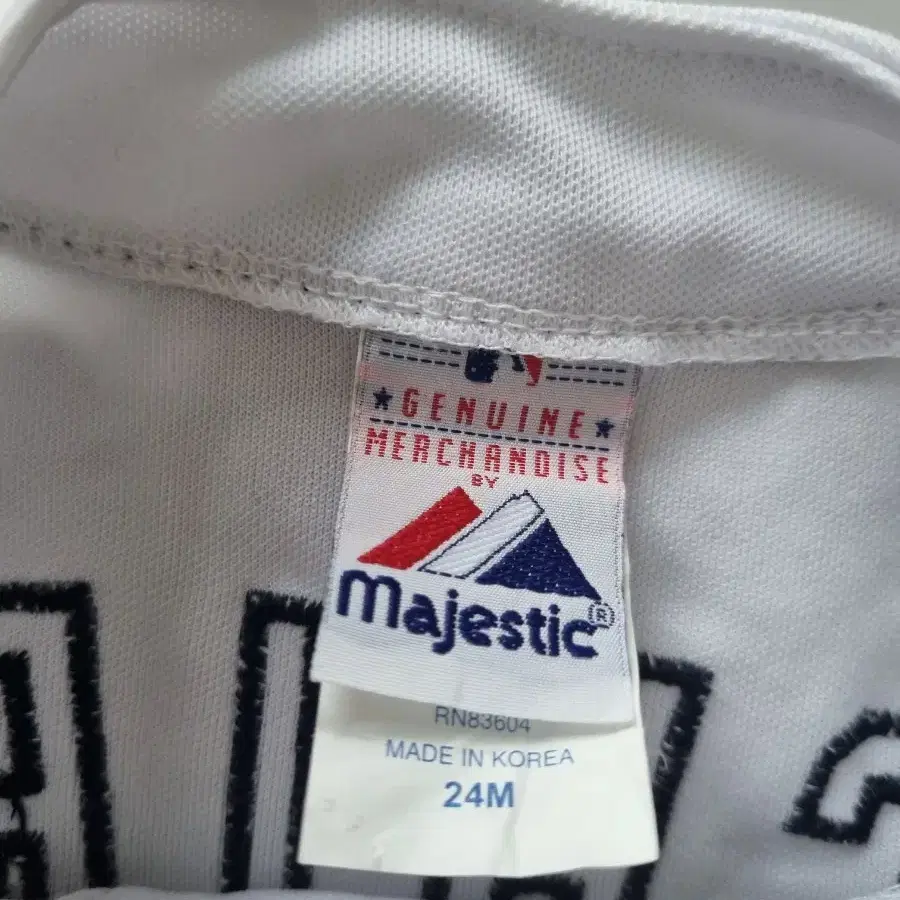 GENUINE
MERCHANDISE
BY
majestic®
RN83604
MADE IN KOREA
24M